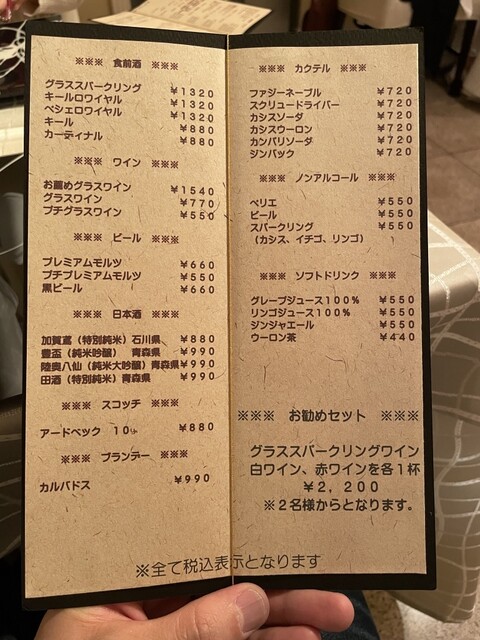 ※※※ 食前酒 ※※※
グラススパークリング ¥1320
キールロワイヤル ¥1320
ペシェロワイヤル ¥1320
キール ¥880
カーディナル ¥880
※※※ ワイン ※※※
お薦めグラスワイン ¥1540
グラスワイン ¥770
プチグラスワイン ¥550
※※※ ビール ※※※
プレミアムモルツ ¥660
プチプレミアムモルツ ¥550
黒ビール ¥660
※※※ 日本酒 ※※※
加賀鳶（特別純米）石川県 ¥880
豊盃（純米吟醸） 青森県 ¥990
陸奥八仙（純米大吟醸）青森県 ¥990
田酒（特別純米）青森県 ¥990
※※※ スコッチ ※※※
アードベック 10年 ¥880
※※※ ブランデー ※※※
カルバドス ¥990
※※※ カクテル ※※※
ファジーネーブル ¥720
スクリュードライバー ¥720
カシスソーダ ¥720
カシスウーロン ¥720
カンパリソーダ ¥720
ジンバック ¥720
※※※ ノンアルコール ※※※
ペリエ ¥550
ビール ¥550
スパークリング ¥550
（カシス、イチゴ、リンゴ）
※※※ ソフトドリンク ※※※
グレープジュース100% ¥550
リンゴジュース100% ¥550
ジンジャエール ¥550
ウーロン茶 ¥440
※※※ お勧めセット ※※※
グラススパークリングワイン
白ワイン、赤ワインを各1杯
¥2,200
※2名様からとなります。
※全て税込表示となります